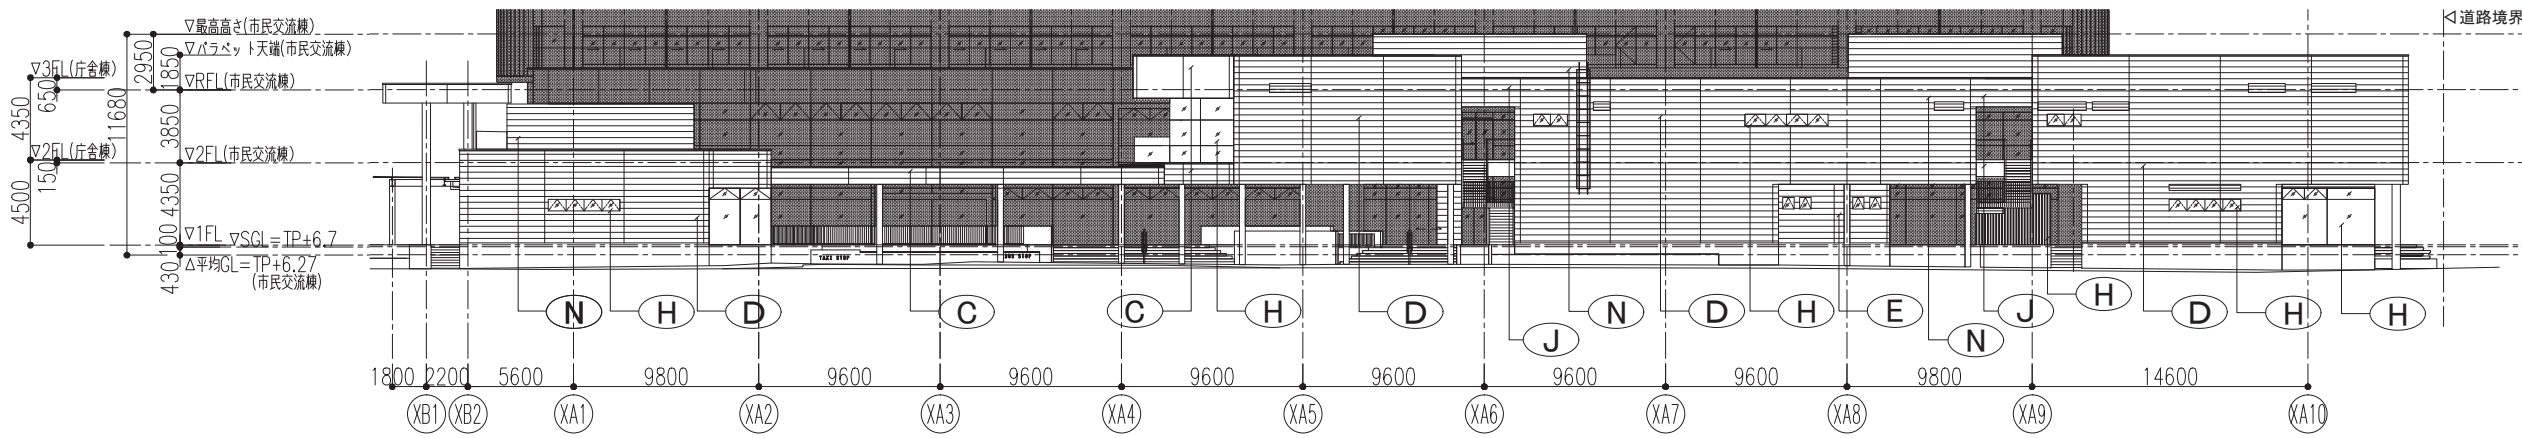 ▽最高高さ(市民交流棟)
▽パラペット天端(市民交流棟)
▽3FL(庁舎棟)
▽RFL(市民交流棟)
▽2FL(庁舎棟)
▽2FL(市民交流棟)
▽1FL ▽SGL=TP+6.7
△平均GL=TP+6.27
(市民交流棟)
◁道路境界
2950
1850
650
4350
11680
3850
150
4500
4350
100
430
TAXI STOP
BUS STOP
N H D C C H D N D H E J H D H H
J N
1800 2200 5600 9800 9600 9600 9600 9600 9600 9600 9800 14600
XB1 XB2 XA1 XA2 XA3 XA4 XA5 XA6 XA7 XA8 XA9 XA10